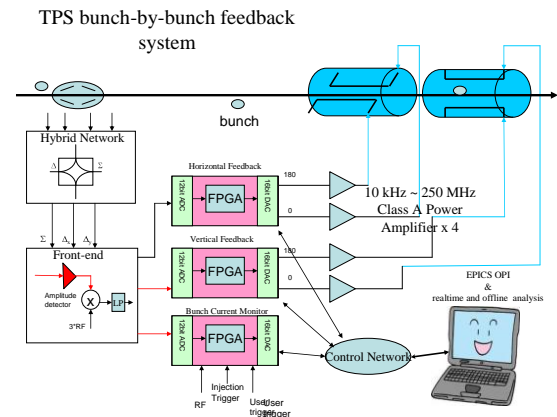 TPS bunch-by-bunch feedback
system
bunch
Hybrid Network
Δ
Σ
Σ
Δx
Δy
Front-end
Amplitude
detector
X
LP
3*RF
Horizontal Feedback
12bit ADC
FPGA
16bit DAC
180
0
Vertical Feedback
12bit ADC
FPGA
16bit DAC
180
0
Bunch Current Monitor
12bit ADC
FPGA
16bit DAC
RF
Injection
Trigger
User
trigger
User
trigger
10 kHz ~ 250 MHz
Class A Power
Amplifier x 4
EPICS OPI
&
realtime and offline analysis
Control Network